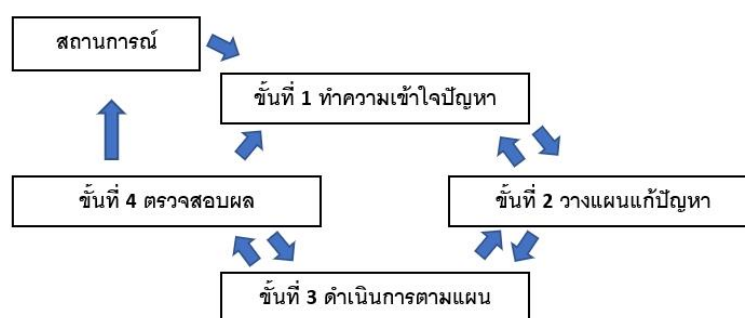 สถานการณ์
ขั้นที่ 1 ทำความเข้าใจปัญหา
ขั้นที่ 4 ตรวจสอบผล
ขั้นที่ 2 วางแผนแก้ปัญหา
ขั้นที่ 3 ดำเนินการตามแผน